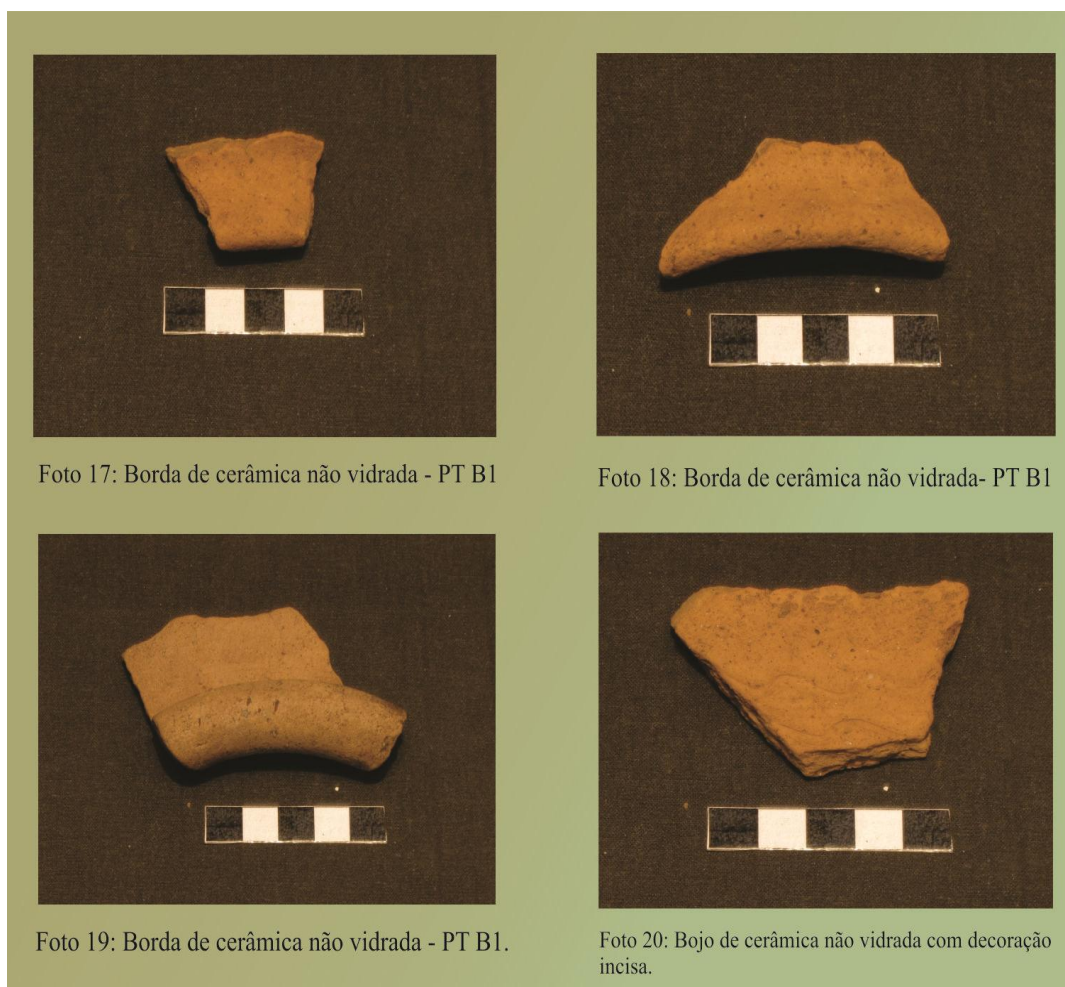 Foto 17: Borda de cerâmica não vidrada - PT B1
Foto 18: Borda de cerâmica não vidrada- PT B1
Foto 19: Borda de cerâmica não vidrada - PT B1.
Foto 20: Bojo de cerâmica não vidrada com decoração
incisa.